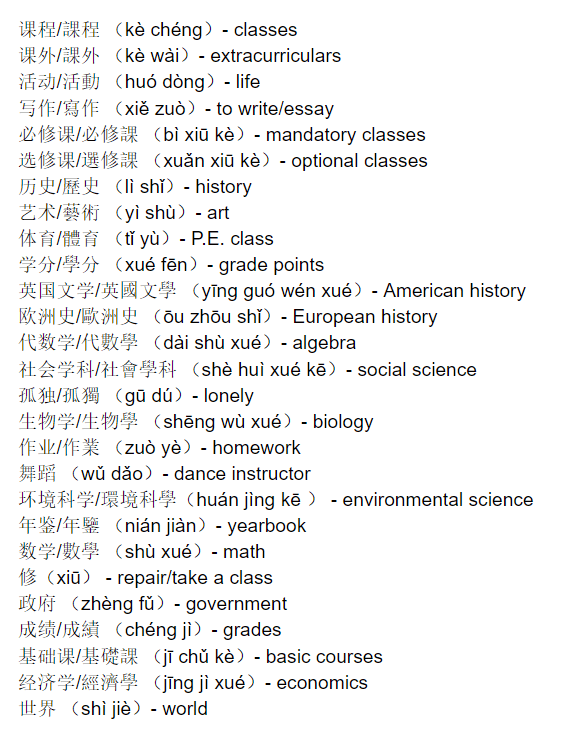 课程/課程 （kè chéng）- classes
课外/課外 （kè wài）- extracurriculars
活动/活動 （huó dòng）- life
写作/寫作 （xiě zuò）- to write/essay
必修课/必修課 （bì xiū kè）- mandatory classes
选修课/選修課 （xuǎn xiū kè）- optional classes
历史/歷史 （lì shǐ）- history
艺术/藝術 （yì shù）- art
体育/體育 （tǐ yù）- P.E. class
学分/學分 （xué fēn）- grade points
英国文学/英國文學 （yīng guó wén xué）- American history
欧洲史/歐洲史 （ōu zhōu shǐ）- European history
代数学/代數學 （dài shù xué）- algebra
社会学科/社會學科 （shè huì xué kē）- social science
孤独/孤獨 （gū dú）- lonely
生物学/生物學 （shēng wù xué）- biology
作业/作業 （zuò yè）- homework
舞蹈 （wǔ dǎo）- dance instructor
环境科学/環境科學（huán jìng kē ） - environmental science
年鉴/年鑒 （nián jiàn）- yearbook
数学/數學 （shù xué）- math
修（xiū） - repair/take a class
政府 （zhèng fǔ）- government
成绩/成績 （chéng jì）- grades
基础课/基礎課 （jī chǔ kè）- basic courses
经济学/經濟學 （jīng jì xué）- economics
世界 （shì jiè）- world